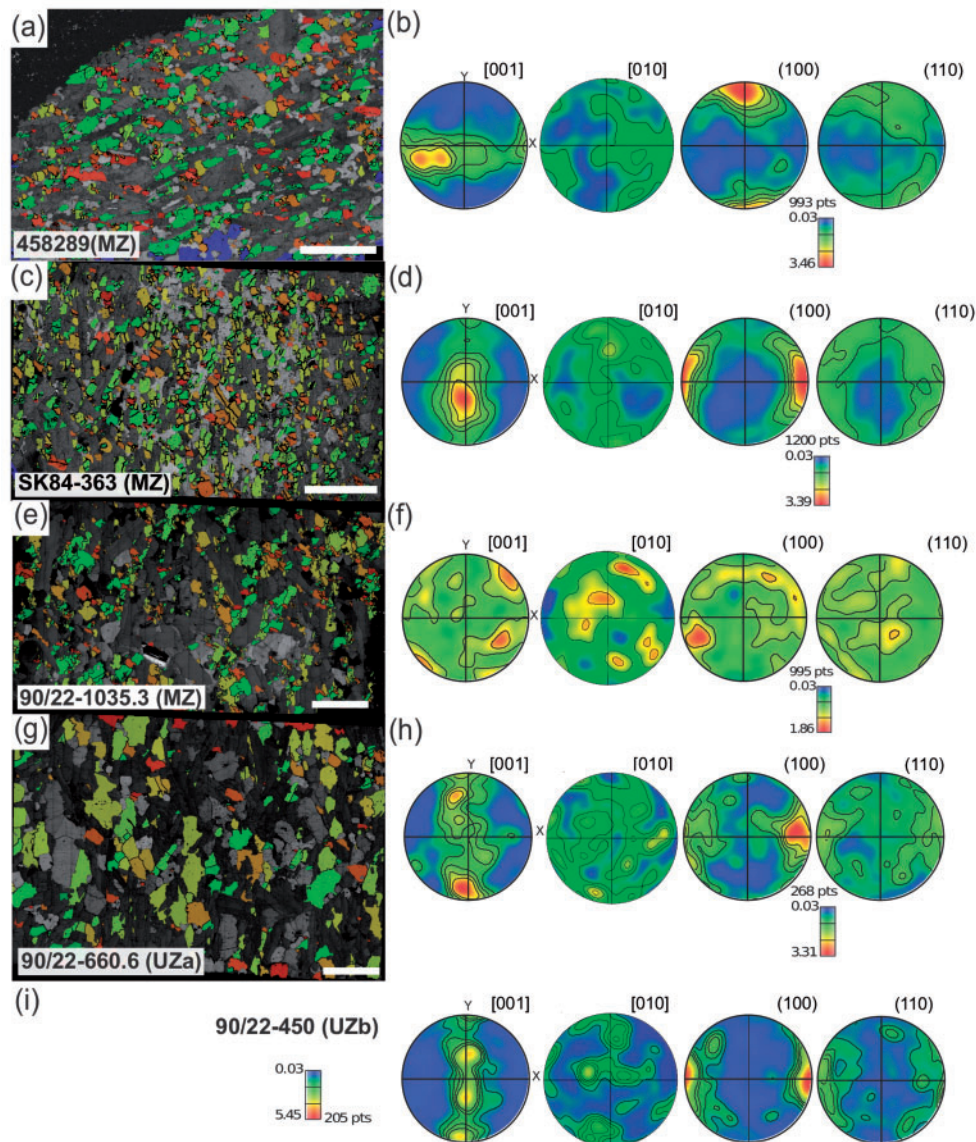 (a)
(b)
Y [001] [010] (100) (110)
X
993 pts
0.03
3.46
458289(MZ)
(c)
(d)
Y [001] [010] (100) (110)
X
1200 pts
0.03
3.39
SK84-363 (MZ)
(e)
(f)
Y [001] [010] (100) (110)
X
995 pts
0.03
1.86
90/22-1035.3 (MZ)
(g)
(h)
Y [001] [010] (100) (110)
X
268 pts
0.03
3.31
90/22-660.6 (UZa)
(i)
90/22-450 (UZb)
Y [001] [010] (100) (110)
X
0.03
5.45 205 pts